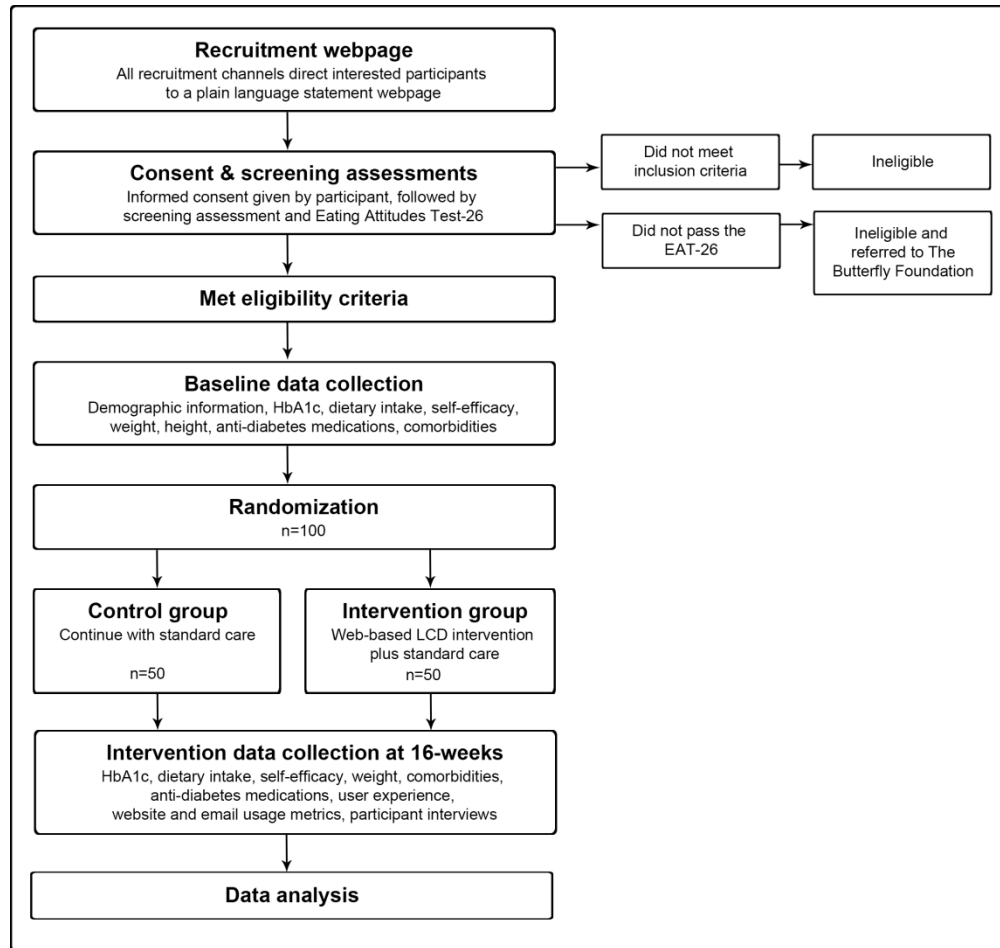 Recruitment webpage
All recruitment channels direct interested participants
to a plain language statement webpage
Consent & screening assessments
Informed consent given by participant, followed by
screening assessment and Eating Attitudes Test-26
Did not meet
inclusion criteria
Ineligible
Did not pass the
EAT-26
Ineligible and
referred to The
Butterfly Foundation
Met eligibility criteria
Baseline data collection
Demographic information, HbA1c, dietary intake, self-efficacy,
weight, height, anti-diabetes medications, comorbidities
Randomization
n=100
Control group
Continue with standard care
n=50
Intervention group
Web-based LCD intervention
plus standard care
n=50
Intervention data collection at 16-weeks
HbA1c, dietary intake, self-efficacy, weight, comorbidities,
anti-diabetes medications, user experience,
website and email usage metrics, participant interviews
Data analysis